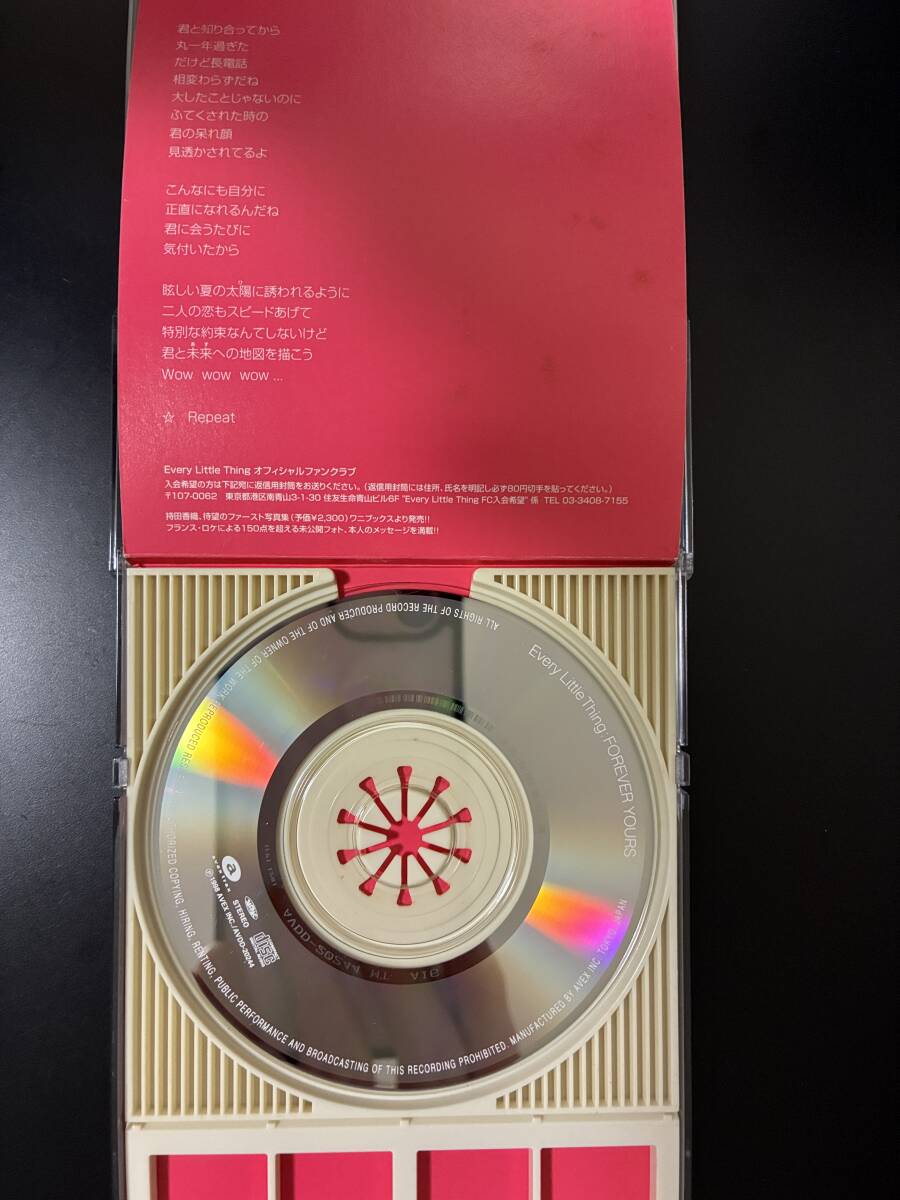 君と知り合ってから
丸一年過ぎた
だけど長電話
相変わらずだね
大したことじゃないのに
ふてくされた時の
君の呆れ顔
見透かされてるよ
こんなにも自分に
正直になれるんだね
君に会うたびに
気付いたから
眩しい夏の太陽に誘われるように
二人の恋もスピードあげて
特別な約束なんてしないけど
君と未来への地図を描こう
Wow wow wow ...
☆ Repeat
Every Little Thing オフィシャルファンクラブ
入会希望の方は下記宛に返信用封筒をお送りください。(返信用封筒には住所、氏名を明記し必ず80円切手を貼ってください。)
〒107-0062 東京都港区南青山3-1-30 住友生命青山ビル6F "Every Little Thing FC入会希望" 係 TEL 03-3408-7155
持田香織、待望のファースト写真集(予価¥2,300)ワニブックスより発売!!
フランス・ロケによる150点を超える未公開フォト、本人のメッセージを満載!!
ALL RIGHTS OF THE RECORD PRODUCER AND OF THE OWNER OF THE WORK REPRODUCED
COPYING, HIRING, RENTING, PUBLIC PERFORMANCE AND BROADCASTING OF THIS RECORDING PROHIBITED. MANUFACTURED BY AVEX INC. TOKYO, JAPAN
Every Little Thing:FOREVER YOURS
a
avex trax
STEREO
COMPACT
disc
DIGITAL AUDIO
Ⓟ 1998 AVEX INC./AVDD-20244